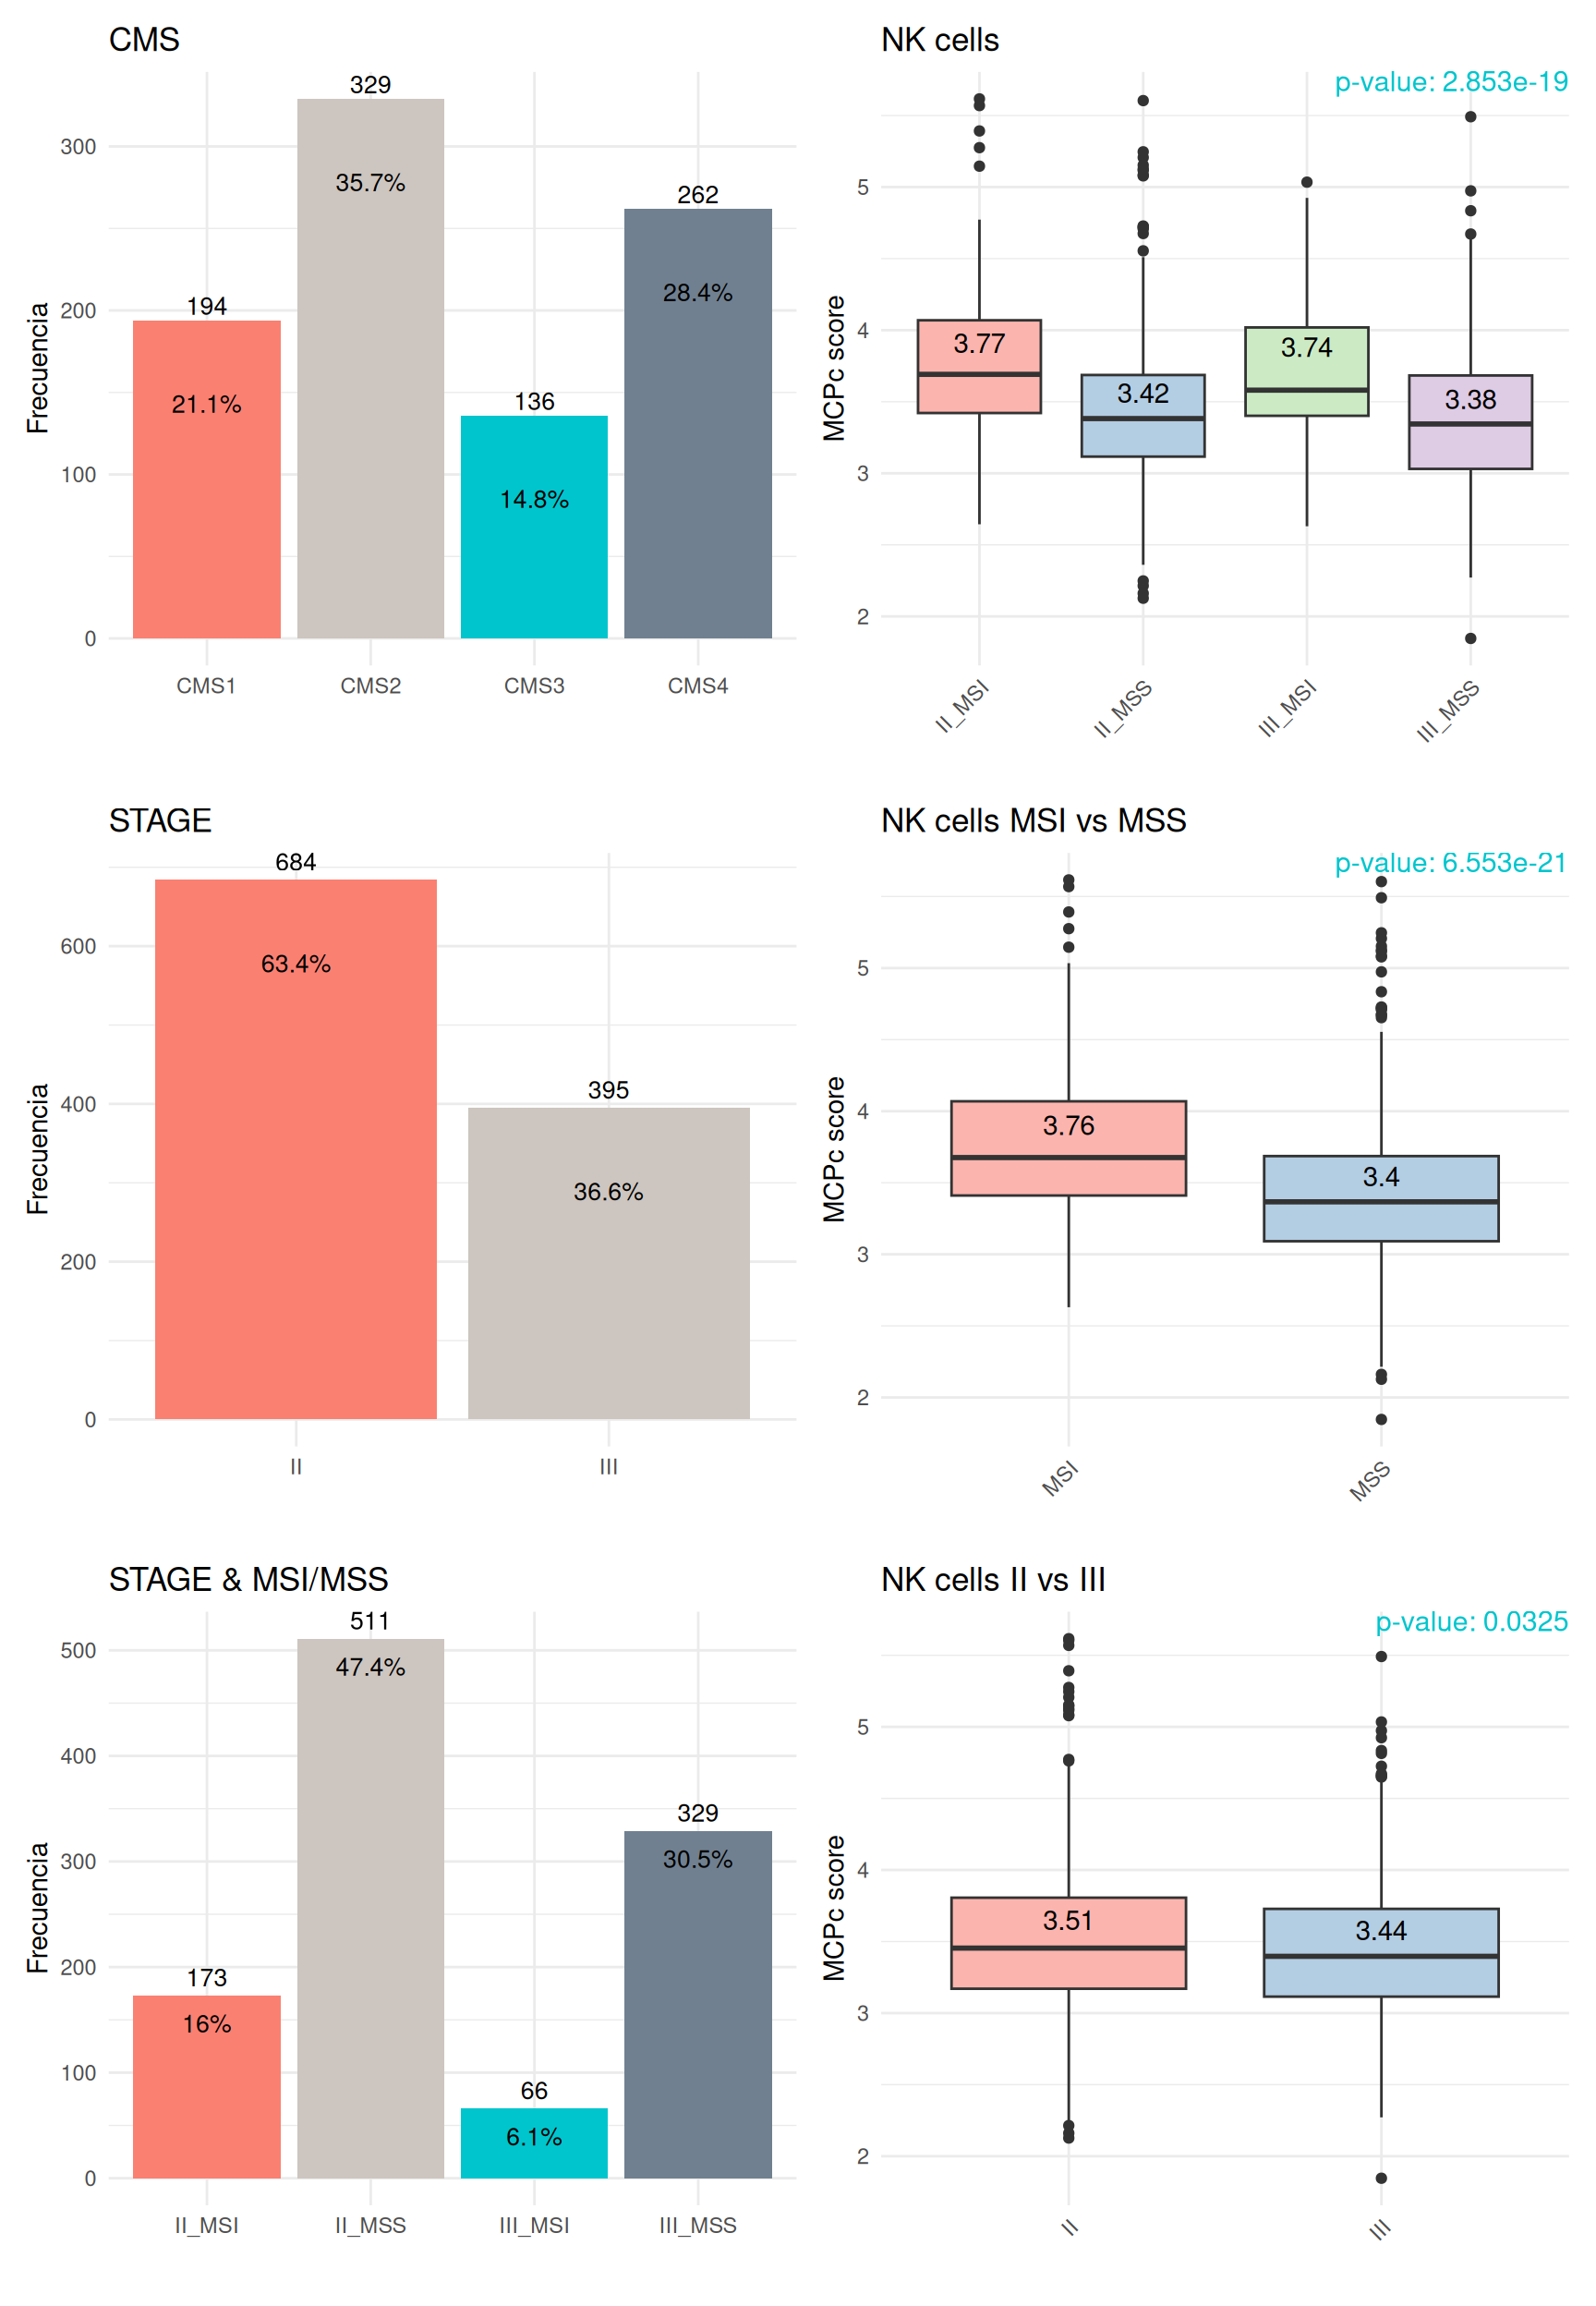 CMS
Frecuencia
300
200
100
0
194
21.1%
329
35.7%
136
14.8%
262
28.4%
CMS1
CMS2
CMS3
CMS4
NK cells
p-value: 2.853e-19
MCPc score
5
4
3
2
3.77
3.42
3.74
3.38
II_MSI
II_MSS
III_MSI
III_MSS
STAGE
Frecuencia
600
400
200
0
684
63.4%
395
36.6%
II
III
NK cells MSI vs MSS
p-value: 6.553e-21
MCPc score
5
4
3
2
3.76
3.4
MSI
MSS
STAGE & MSI/MSS
Frecuencia
500
400
300
200
100
0
173
16%
511
47.4%
66
6.1%
329
30.5%
II_MSI
II_MSS
III_MSI
III_MSS
NK cells II vs III
p-value: 0.0325
MCPc score
5
4
3
2
3.51
3.44
II
III